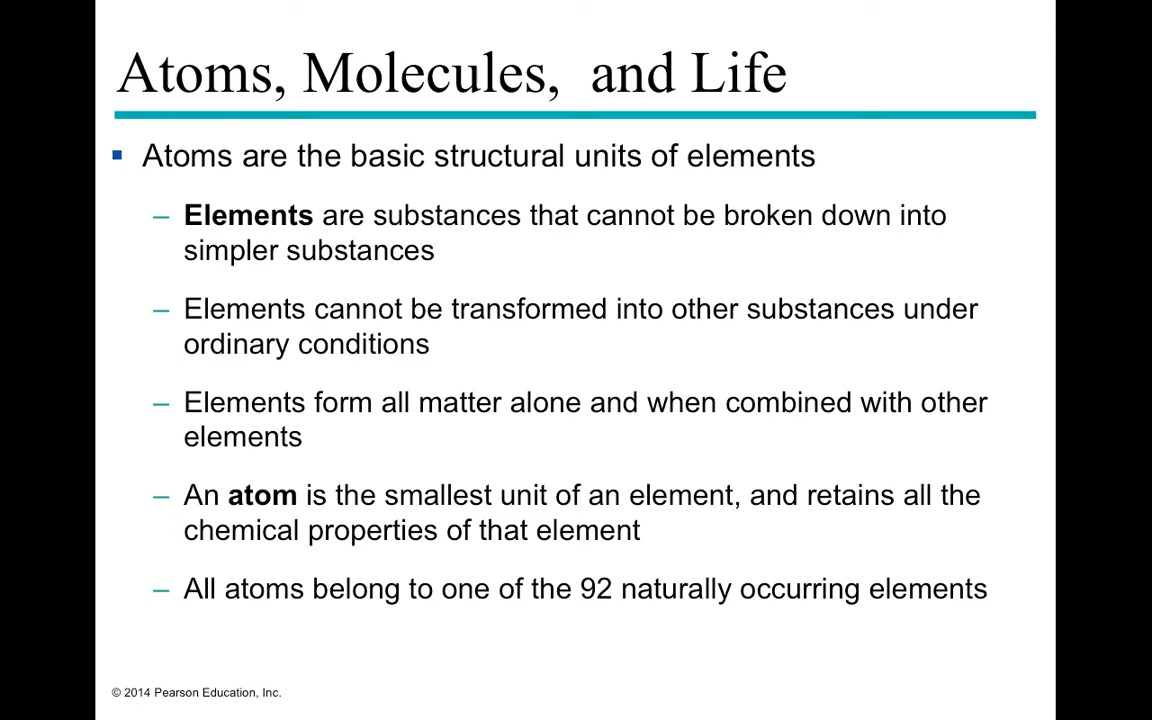 Atoms, Molecules,  and Life
▪ Atoms are the basic structural units of elements
– Elements are substances that cannot be broken down into
simpler substances
– Elements cannot be transformed into other substances under
ordinary conditions
– Elements form all matter alone and when combined with other
elements
– An atom is the smallest unit of an element, and retains all the
chemical properties of that element
– All atoms belong to one of the 92 naturally occurring elements
© 2014 Pearson Education, Inc.